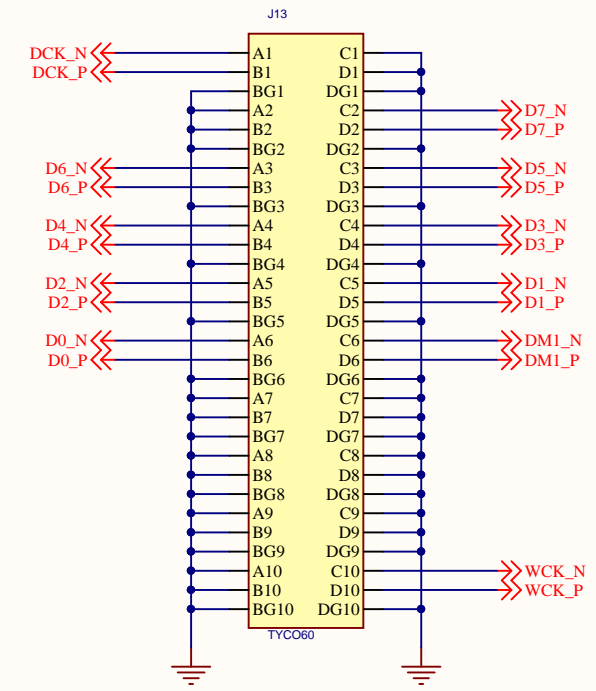 J13
DCK_N A1 C1
DCK_P B1 D1
BG1 DG1
A2 C2 D7_N
B2 D2 D7_P
BG2 DG2
D6_N A3 C3 D5_N
D6_P B3 D3 D5_P
BG3 DG3
D4_N A4 C4 D3_N
D4_P B4 D4 D3_P
BG4 DG4
D2_N A5 C5 D1_N
D2_P B5 D5 D1_P
BG5 DG5
D0_N A6 C6 DM1_N
D0_P B6 D6 DM1_P
BG6 DG6
A7 C7
B7 D7
BG7 DG7
A8 C8
B8 D8
BG8 DG8
A9 C9
B9 D9
BG9 DG9
A10 C10 WCK_N
B10 D10 WCK_P
BG10 DG10
TYCO60